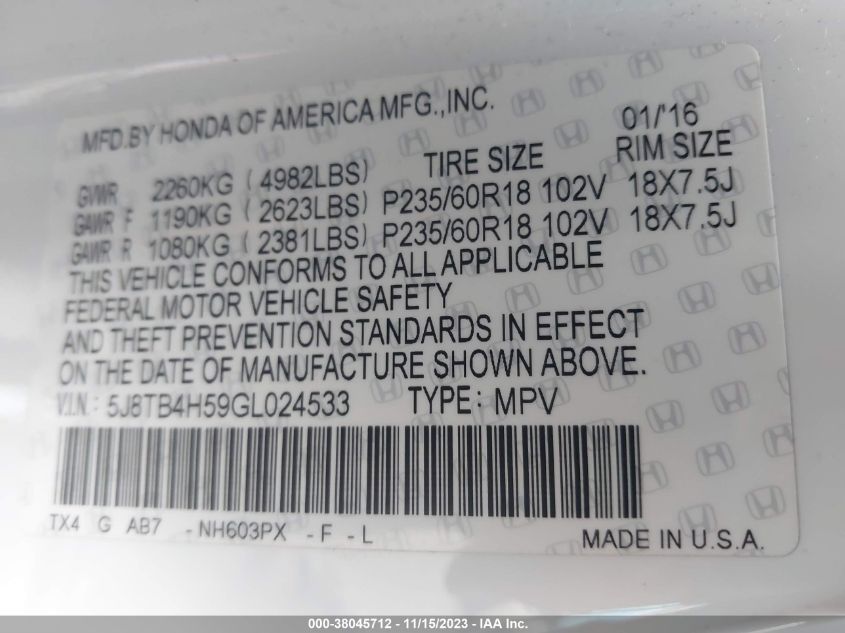 MFD.BY HONDA OF AMERICA MFG.,INC. 01/'16
TIRE SIZE RIM SIZE
GVWR 2260KG (4982LBS)
GAWR F 1190KG (2623LBS) P235/60R18 102V 18X7.5J
GAWR R 1080KG (2381LBS) P235/60R18 102V 18X7.5J
THIS VEHICLE CONFORMS TO ALL APPLICABLE
FEDERAL MOTOR VEHICLE SAFETY
AND THEFT PREVENTION STANDARDS IN EFFECT
ON THE DATE OF MANUFACTURE SHOWN ABOVE.
V.I.N.: 5J8TB4H59GL024533 TYPE: MPV
TX4 G AB7 -NH603PX -F -L
MADE IN U.S.A.
000-38045712 - 11/15/2023 - IAA Inc.